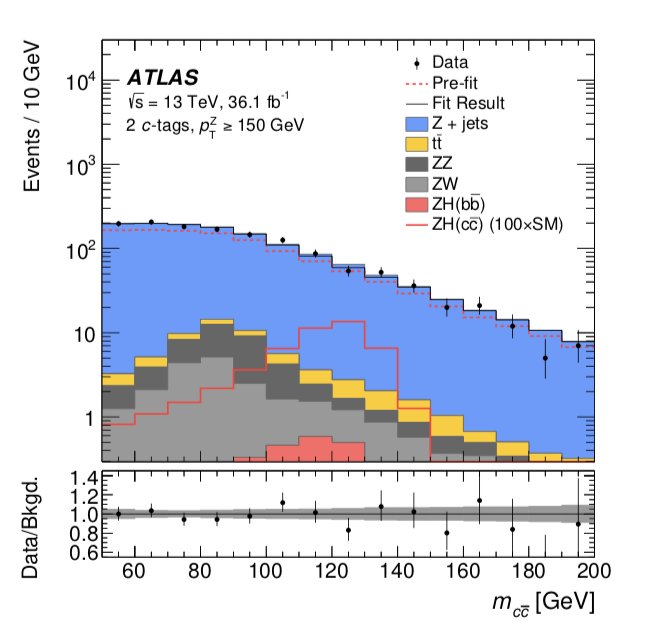 Events / 10 GeV
10⁴
10³
10²
10
1
ATLAS
√s = 13 TeV, 36.1 fb⁻¹
2 c-tags, p_T^Z ≥ 150 GeV
Data
Pre-fit
Fit Result
Z + jets
tt̅
ZZ
ZW
ZH(bb̅)
ZH(cc̅) (100×SM)
Data/Bkgd.
1.4
1.2
1.0
0.8
0.6
60 80 100 120 140 160 180 200
m_cc̅ [GeV]